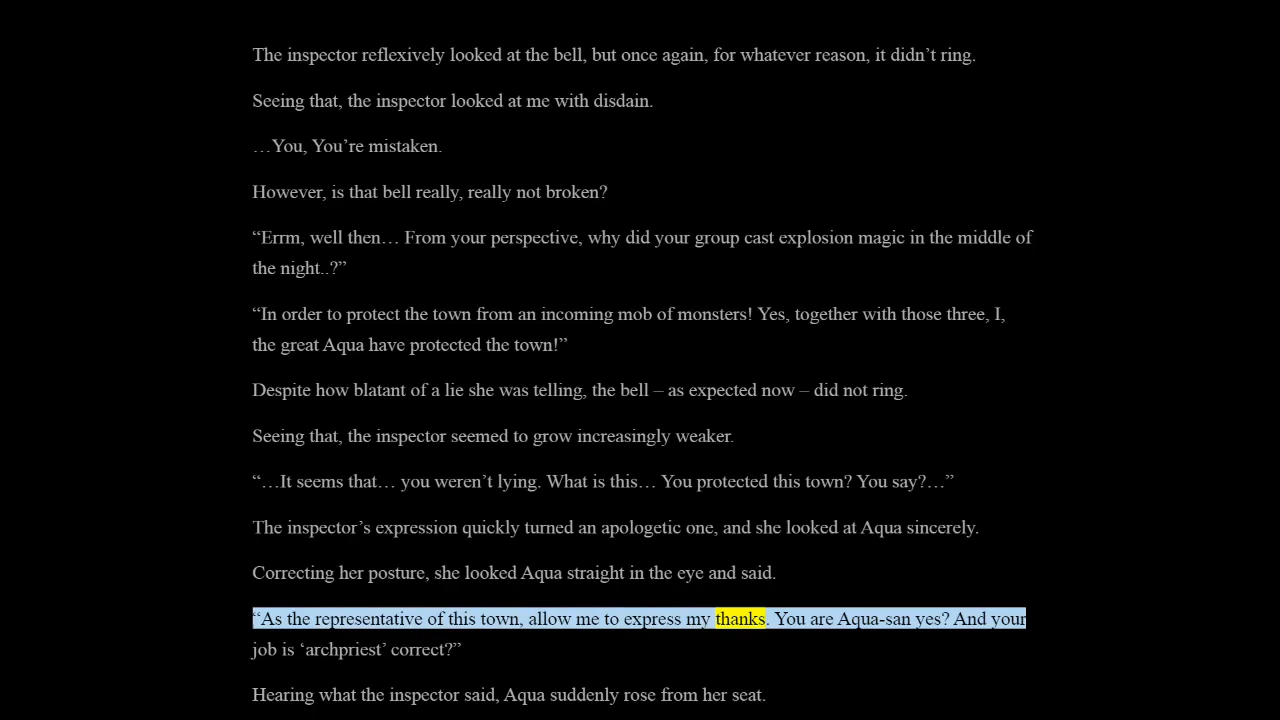 The inspector reflexively looked at the bell, but once again, for whatever reason, it didn’t ring.
Seeing that, the inspector looked at me with disdain.
…You, You’re mistaken.
However, is that bell really, really not broken?
“Errm, well then… From your perspective, why did your group cast explosion magic in the middle of
the night..?”
“In order to protect the town from an incoming mob of monsters! Yes, together with those three, I,
the great Aqua have protected the town!”
Despite how blatant of a lie she was telling, the bell – as expected now – did not ring.
Seeing that, the inspector seemed to grow increasingly weaker.
“…It seems that… you weren’t lying. What is this… You protected this town? You say?…”
The inspector’s expression quickly turned an apologetic one, and she looked at Aqua sincerely.
Correcting her posture, she looked Aqua straight in the eye and said.
“As the representative of this town, allow me to express my thanks. You are Aqua-san yes? And your
job is ‘archpriest’ correct?”
Hearing what the inspector said, Aqua suddenly rose from her seat.